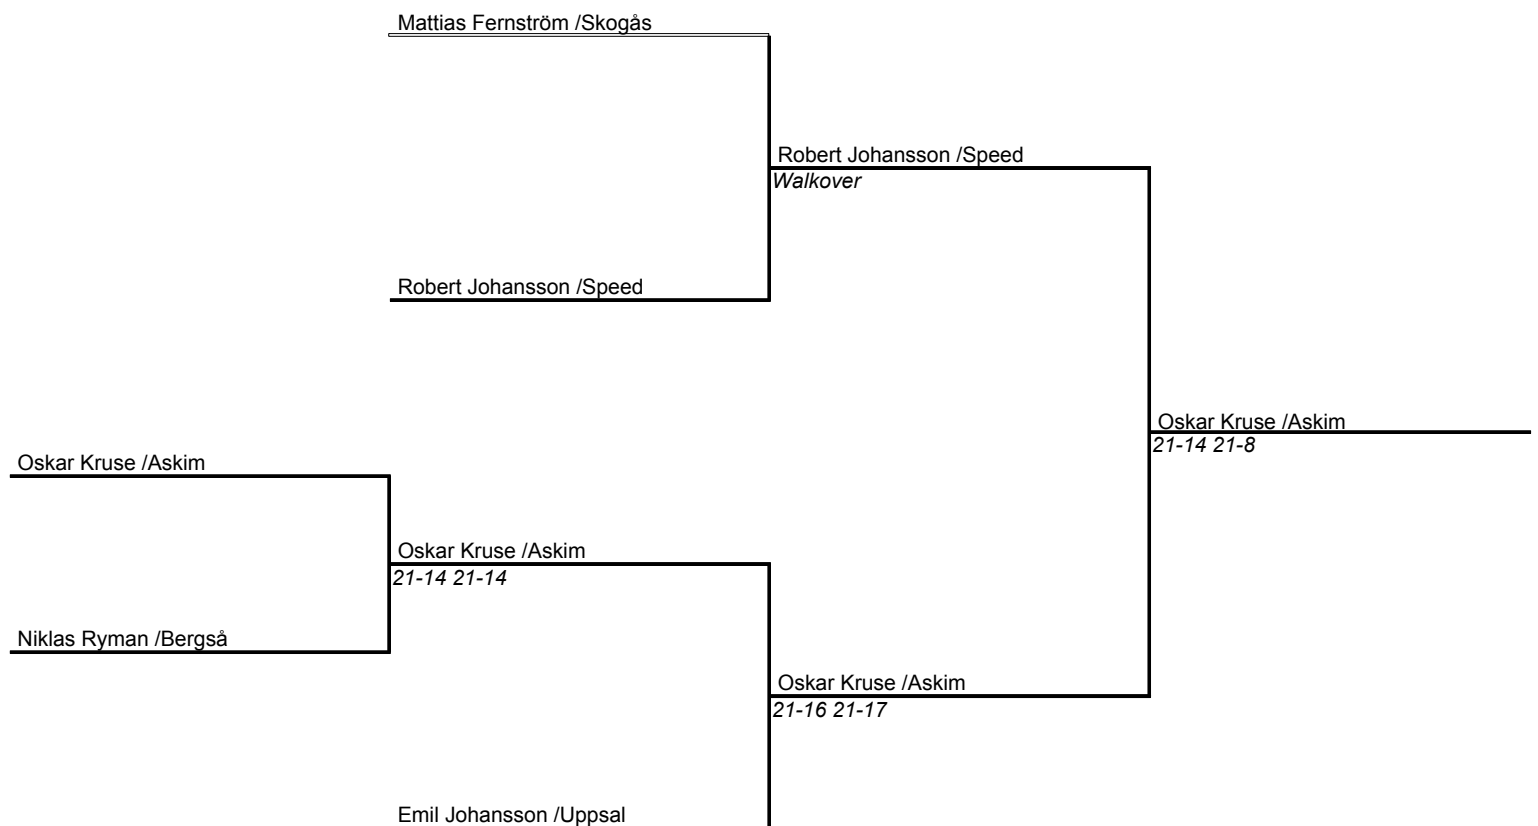 Mattias Fernström /Skogås
Robert Johansson /Speed
Walkover
Robert Johansson /Speed
Oskar Kruse /Askim
21-14 21-8
Oskar Kruse /Askim
Oskar Kruse /Askim
21-14 21-14
Niklas Ryman /Bergså
Oskar Kruse /Askim
21-16 21-17
Emil Johansson /Uppsal